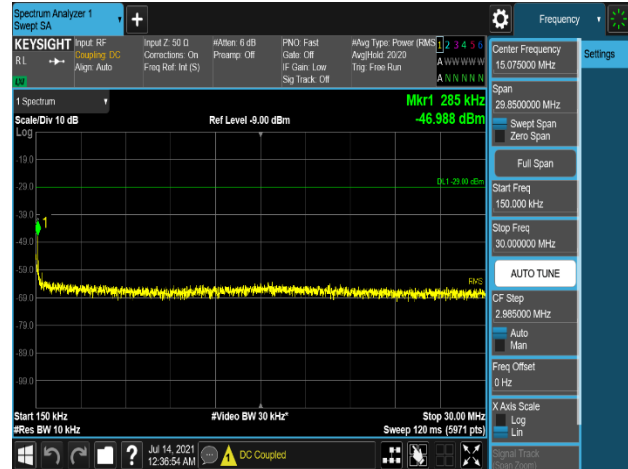 Spectrum Analyzer 1
Swept SA
Frequency
KEYSIGHT
Input: RF
Input Z: 50 Ω
#Atten: 6 dB
PNO: Fast
#Avg Type: Power (RMS
1 2 3 4 5 6
RL
Coupling: DC
Corrections: On
Preamp: Off
Gate: Off
Avg|Hold: 20/20
A W W W W W
Align: Auto
Freq Ref: Int (S)
IF Gain: Low
Trig: Free Run
Sig Track: Off
A N N N N N
1 Spectrum
Mkr1 285 kHz
Scale/Div 10 dB
Ref Level -9.00 dBm
-46.988 dBm
Log
-19.0
DL1 -29.00 dBm
-29.0
-39.0
1
-49.0
RMS
-59.0
-69.0
-79.0
-89.0
-99.0
Start 150 kHz
#Video BW 30 kHz*
Stop 30.00 MHz
#Res BW 10 kHz
Sweep 120 ms (5971 pts)
Center Frequency
15.075000 MHz
Settings
Span
29.8500000 MHz
Swept Span
Zero Span
Full Span
Start Freq
150.000 kHz
Stop Freq
30.000000 MHz
AUTO TUNE
CF Step
2.985000 MHz
Auto
Man
Freq Offset
0 Hz
X Axis Scale
Log
Lin
Signal Track
(Span Zoom)
?
Jul 14, 2021
12:36:54 AM
DC Coupled